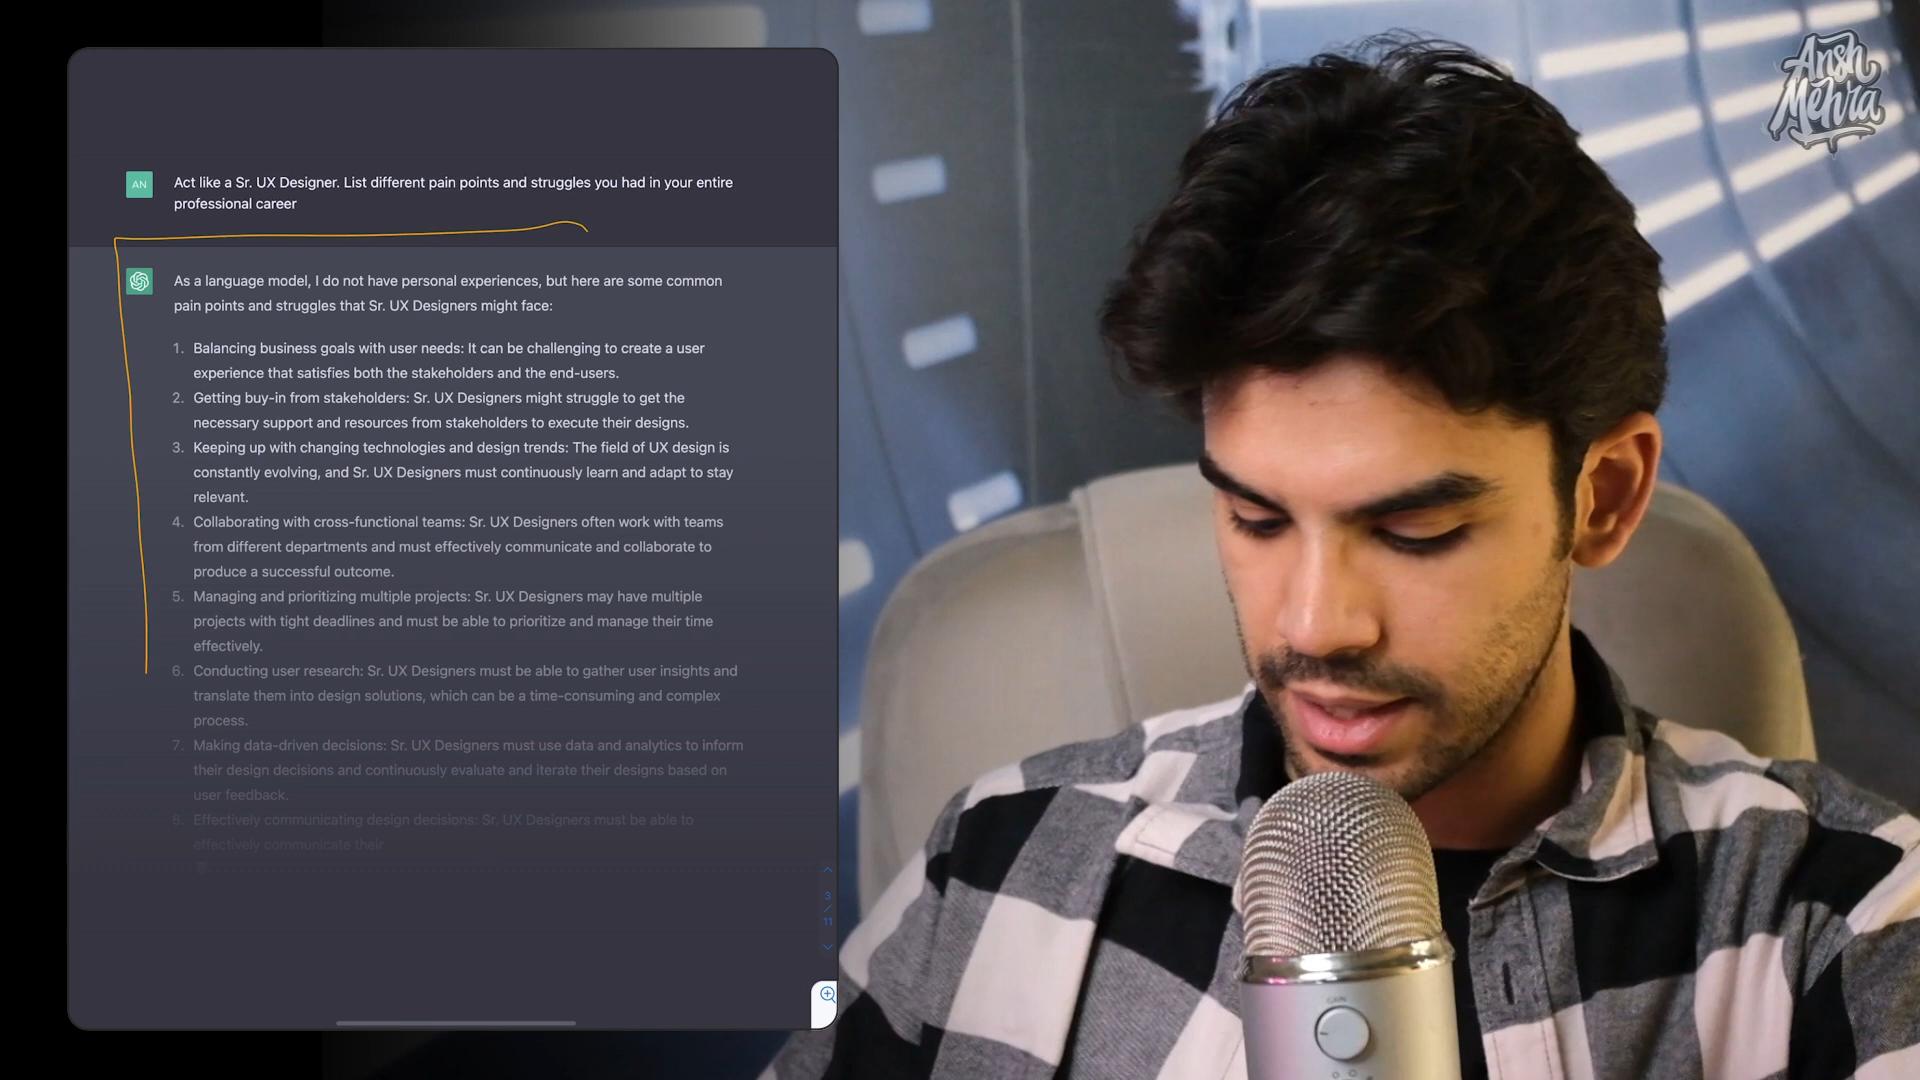 Ansh
Mehra
AN
Act like a Sr. UX Designer. List different pain points and struggles you had in your entire
professional career
As a language model, I do not have personal experiences, but here are some common
pain points and struggles that Sr. UX Designers might face:
1. Balancing business goals with user needs: It can be challenging to create a user
experience that satisfies both the stakeholders and the end-users.
2. Getting buy-in from stakeholders: Sr. UX Designers might struggle to get the
necessary support and resources from stakeholders to execute their designs.
3. Keeping up with changing technologies and design trends: The field of UX design is
constantly evolving, and Sr. UX Designers must continuously learn and adapt to stay
relevant.
4. Collaborating with cross-functional teams: Sr. UX Designers often work with teams
from different departments and must effectively communicate and collaborate to
produce a successful outcome.
5. Managing and prioritizing multiple projects: Sr. UX Designers may have multiple
projects with tight deadlines and must be able to prioritize and manage their time
effectively.
6. Conducting user research: Sr. UX Designers must be able to gather user insights and
translate them into design solutions, which can be a time-consuming and complex
process.
7. Making data-driven decisions: Sr. UX Designers must use data and analytics to inform
their design decisions and continuously evaluate and iterate their designs based on
user feedback.
8. Effectively communicating design decisions: Sr. UX Designers must be able to
effectively communicate their
3
/
11
GAIN